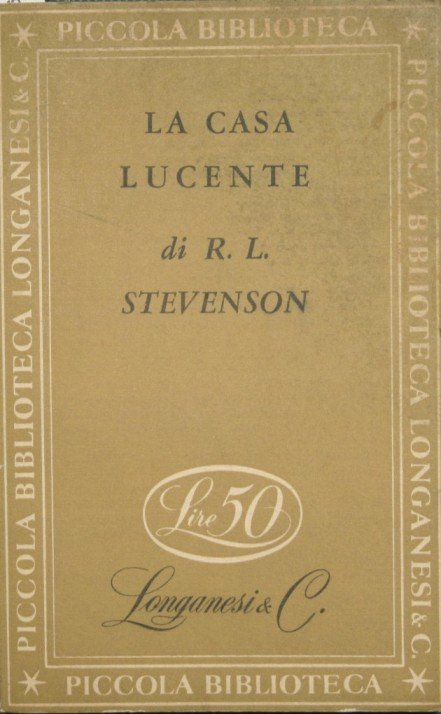 PICCOLA BIBLIOTECA
PICCOLA BIBLIOTECA LONGANESI & C.
PICCOLA BIBLIOTECA LONGANESI & C.
LA CASA
LUCENTE
di R. L.
STEVENSON
Lire 50
Longanesi & C.
PICCOLA BIBLIOTECA